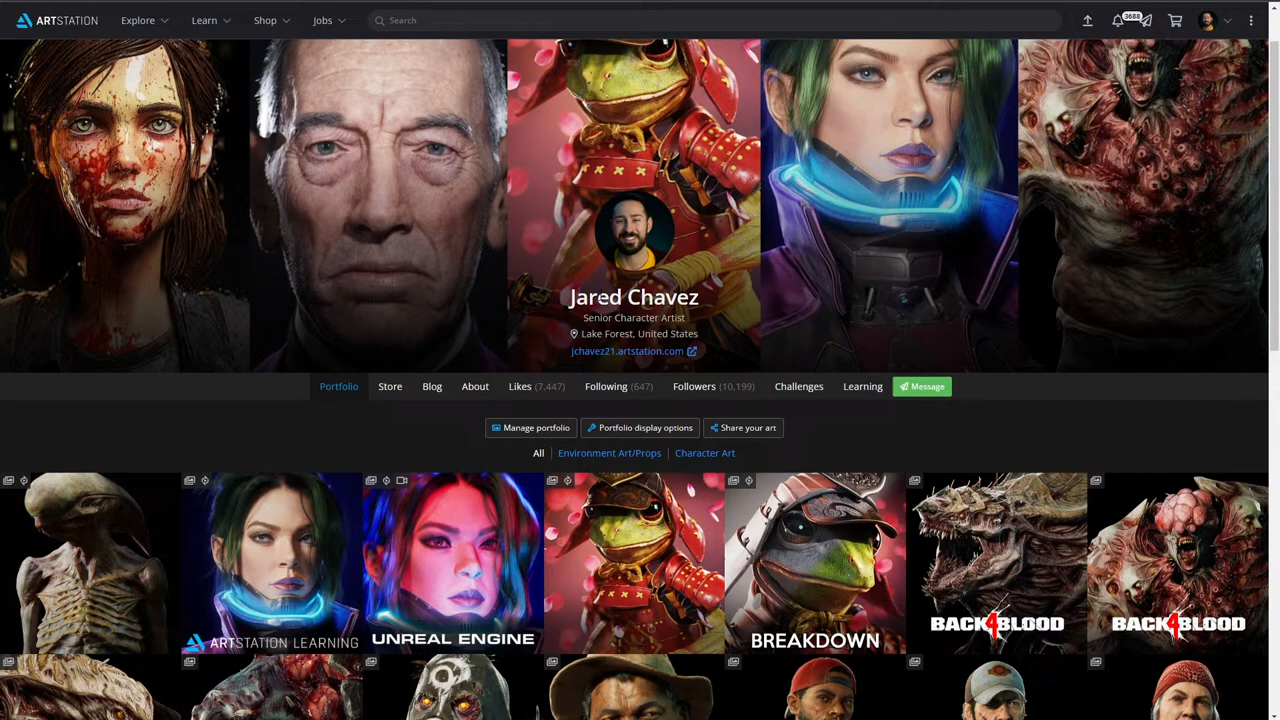 ARTSTATION Explore Learn Shop Jobs Search 3688
Jared Chavez
Senior Character Artist
Lake Forest, United States
jchavez21.artstation.com
Portfolio Store Blog About Likes (7,447) Following (647) Followers (10,199) Challenges Learning Message
Manage portfolio Portfolio display options Share your art
All Environment Art/Props Character Art
ARTSTATION LEARNING
UNREAL ENGINE
BREAKDOWN
BACK4BLOOD
BACK4BLOOD